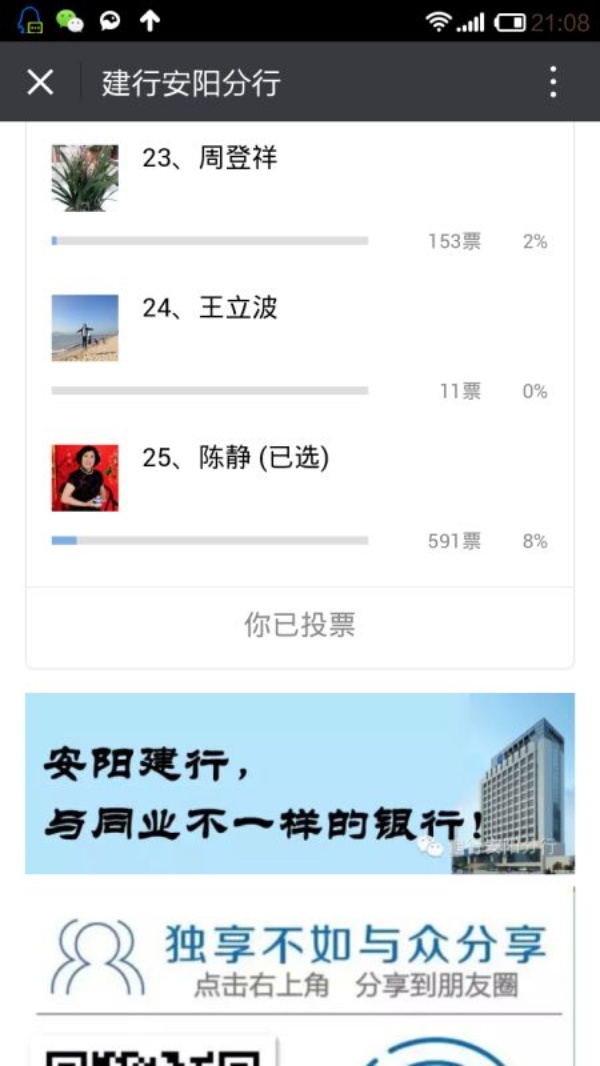 21:08
建行安阳分行
23、周登祥
153票 2%
24、王立波
11票 0%
25、陈静 (已选)
591票 8%
你已投票
安阳建行，
与同业不一样的银行！
建行安阳分行
独享不如与众分享
点击右上角 分享到朋友圈